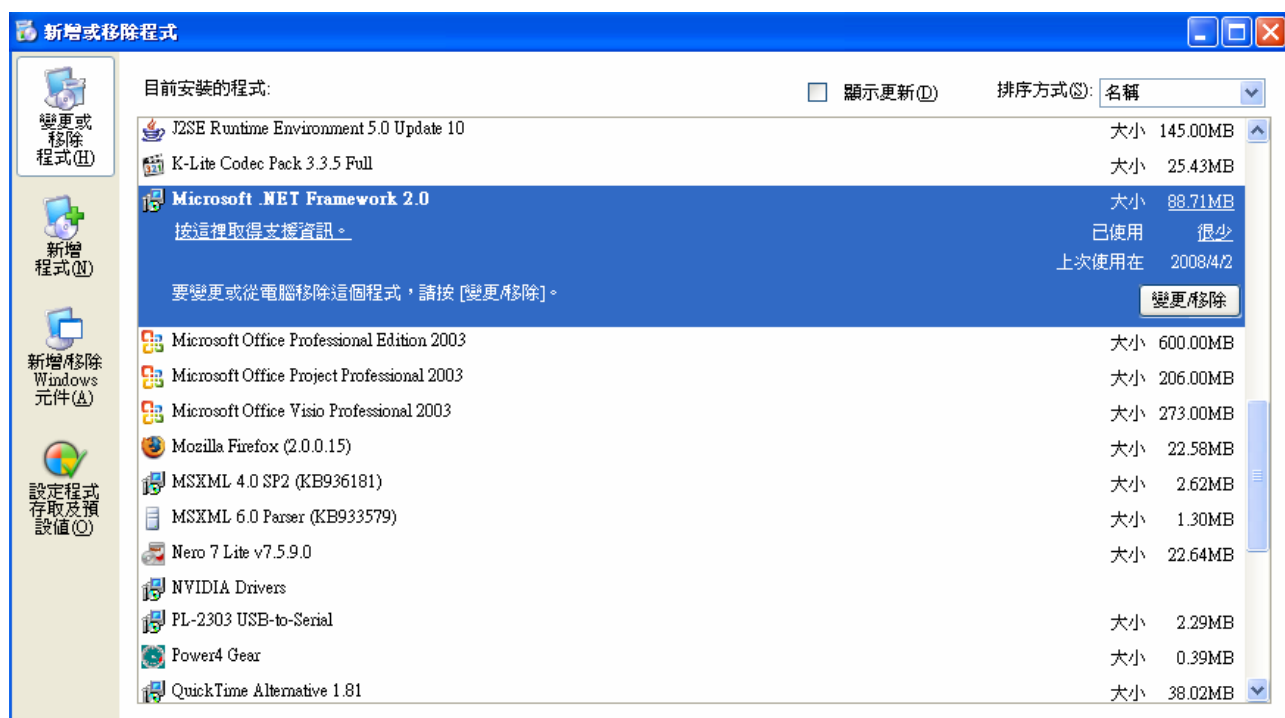 新增或移除程式
變更或
移除
程式(H)
新增
程式(N)
新增/移除
Windows
元件(A)
設定程式
存取及預
設值(O)
目前安裝的程式:
顯示更新(D)
排序方式(S): 名稱
J2SE Runtime Environment 5.0 Update 10 大小 145.00MB
K-Lite Codec Pack 3.3.5 Full 大小 25.43MB
Microsoft .NET Framework 2.0 大小 88.71MB
按這裡取得支援資訊。 已使用 很少
上次使用在 2008/4/2
要變更或從電腦移除這個程式，請按 [變更/移除]。 變更/移除
Microsoft Office Professional Edition 2003 大小 600.00MB
Microsoft Office Project Professional 2003 大小 206.00MB
Microsoft Office Visio Professional 2003 大小 273.00MB
Mozilla Firefox (2.0.0.15) 大小 22.58MB
MSXML 4.0 SP2 (KB936181) 大小 2.62MB
MSXML 6.0 Parser (KB933579) 大小 1.30MB
Nero 7 Lite v7.5.9.0 大小 22.64MB
NVIDIA Drivers
PL-2303 USB-to-Serial 大小 2.29MB
Power4 Gear 大小 0.39MB
QuickTime Alternative 1.81 大小 38.02MB